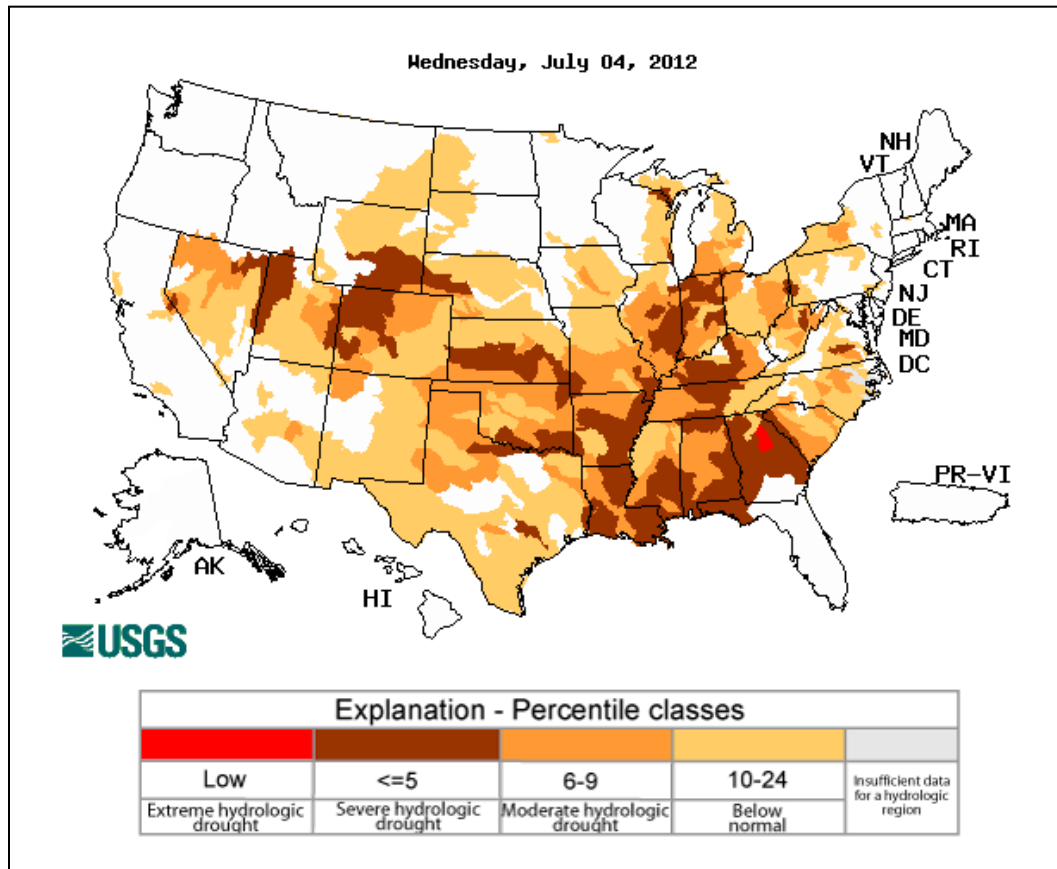 Wednesday, July 04, 2012
NH
VT
MA
RI
CT
NJ
DE
MD
DC
PR-VI
AK
HI
USGS
Explanation - Percentile classes
Low <=5 6-9 10-24 Insufficient data
for a hydrologic
region
Extreme hydrologic
drought
Severe hydrologic
drought
Moderate hydrologic
drought
Below
normal